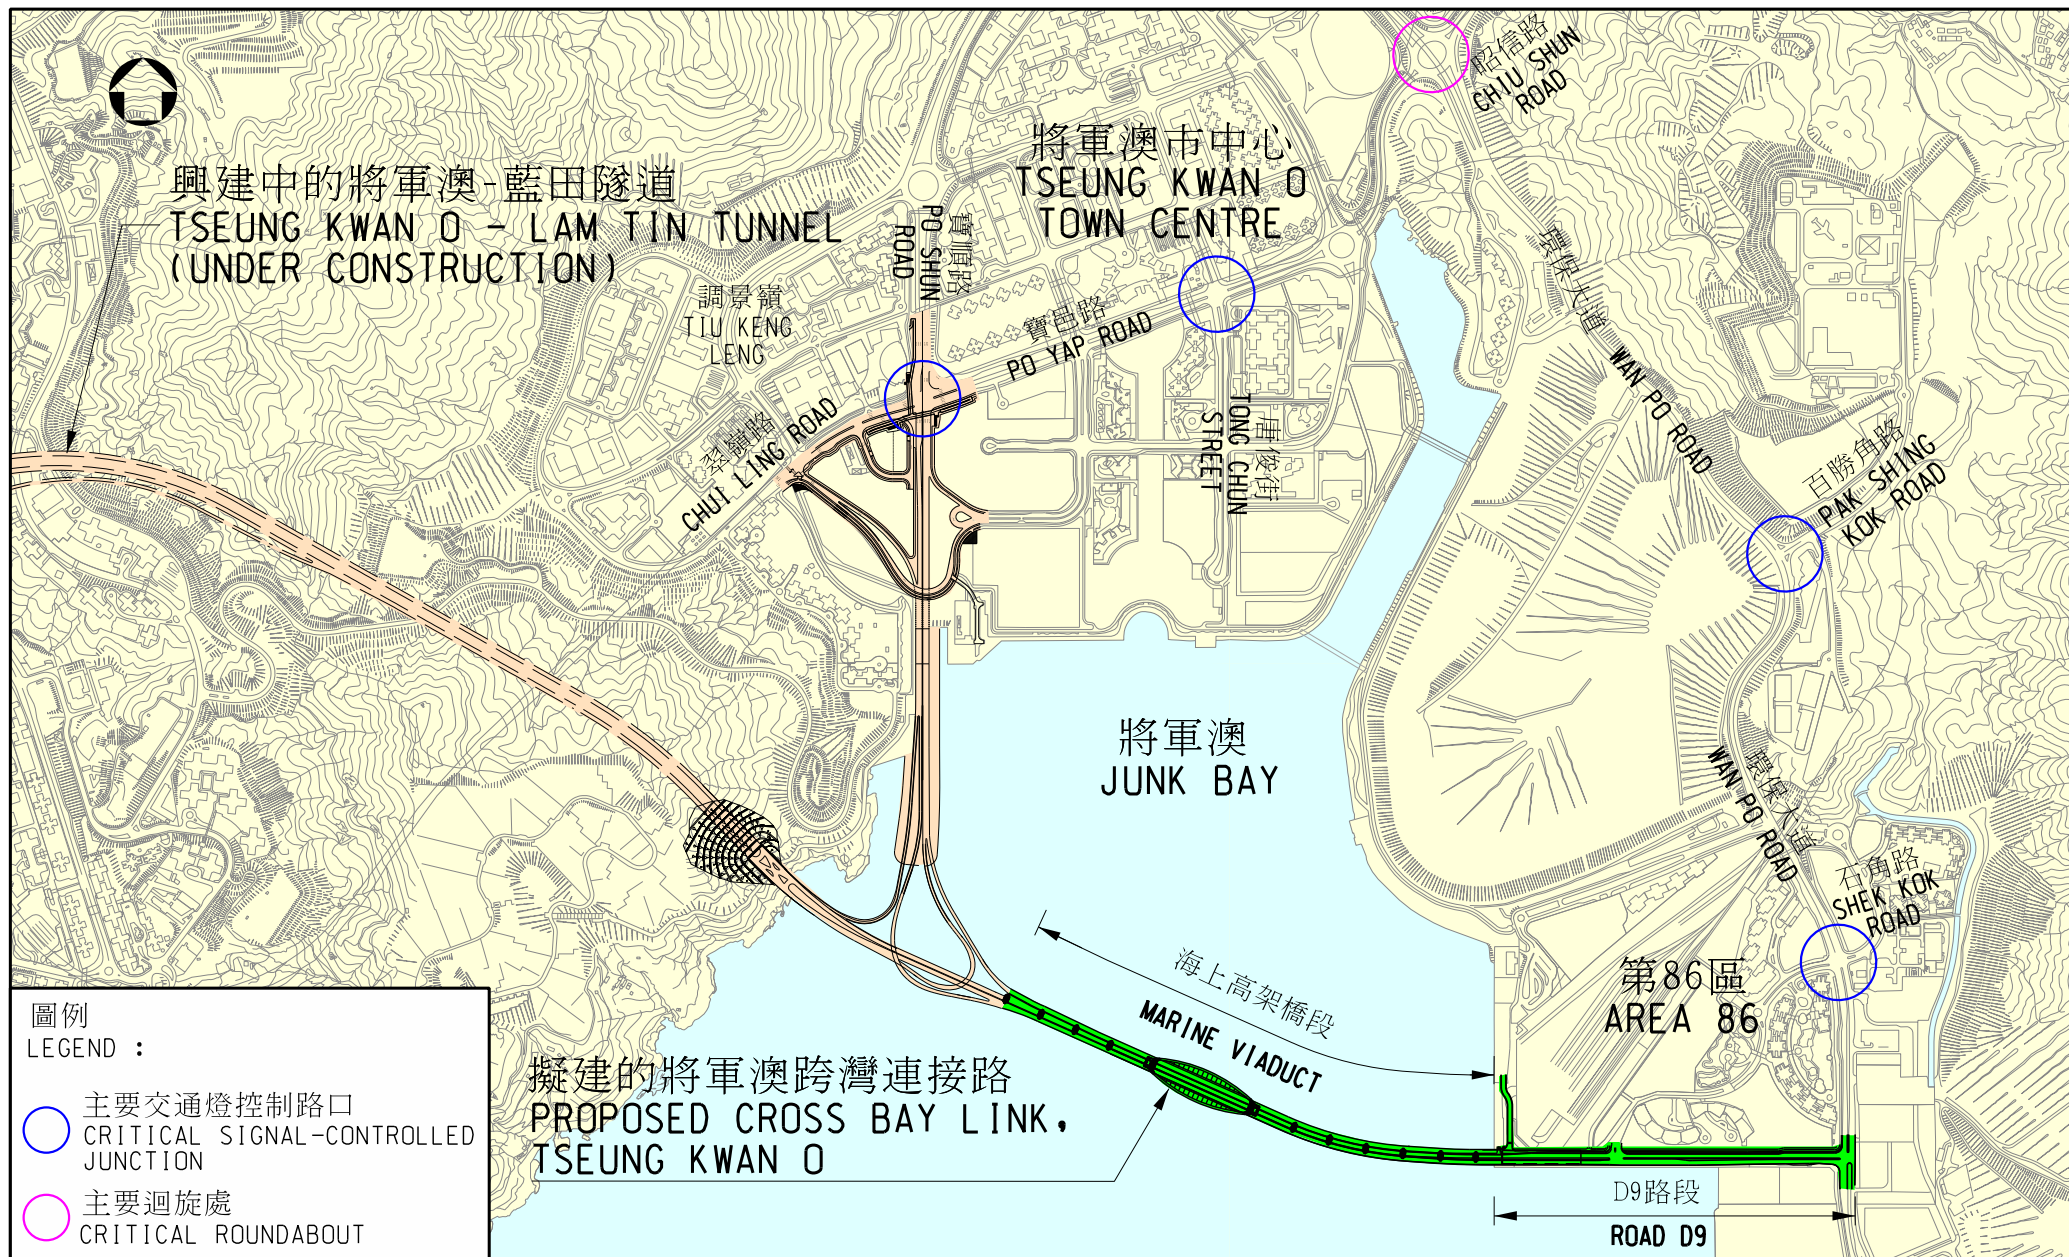 昭信路
CHIU SHUN
ROAD
將軍澳市中心
TSEUNG KWAN O
TOWN CENTRE
興建中的將軍澳-藍田隧道
TSEUNG KWAN O - LAM TIN TUNNEL
(UNDER CONSTRUCTION)
寶順路
PO SHUN
ROAD
調景嶺
TIU KENG
LENG
寶邑路
PO YAP ROAD
環保大道
WAN PO ROAD
翠嶺路
CHUI LING ROAD
唐俊街
TONG CHUN
STREET
百勝角路
PAK SHING
KOK ROAD
將軍澳
JUNK BAY
環保大道
WAN PO ROAD
石角路
SHEK KOK
ROAD
第86區
AREA 86
海上高架橋段
MARINE VIADUCT
擬建的將軍澳跨灣連接路
PROPOSED CROSS BAY LINK,
TSEUNG KWAN O
D9路段
ROAD D9
圖例
LEGEND :
主要交通燈控制路口
CRITICAL SIGNAL-CONTROLLED
JUNCTION
主要迴旋處
CRITICAL ROUNDABOUT